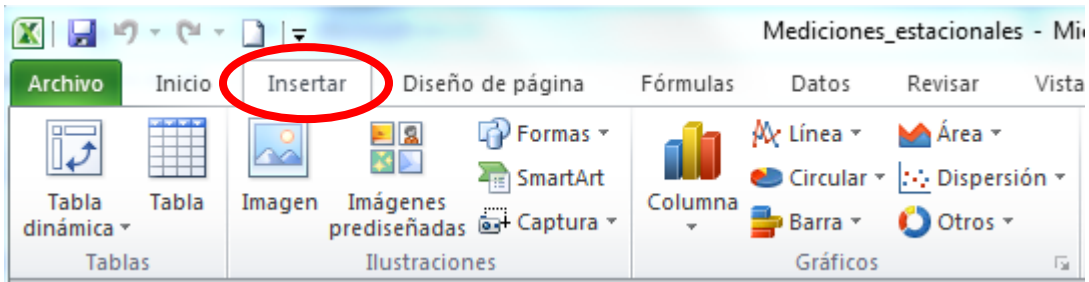 Mediciones_estacionales - Mi
Archivo Inicio Insertar Diseño de página Fórmulas Datos Revisar Vista
Formas Línea Área
SmartArt Circular Dispersión
Tabla dinámica Tabla Imagen Imágenes prediseñadas Captura Columna Barra Otros
Tablas Ilustraciones Gráficos